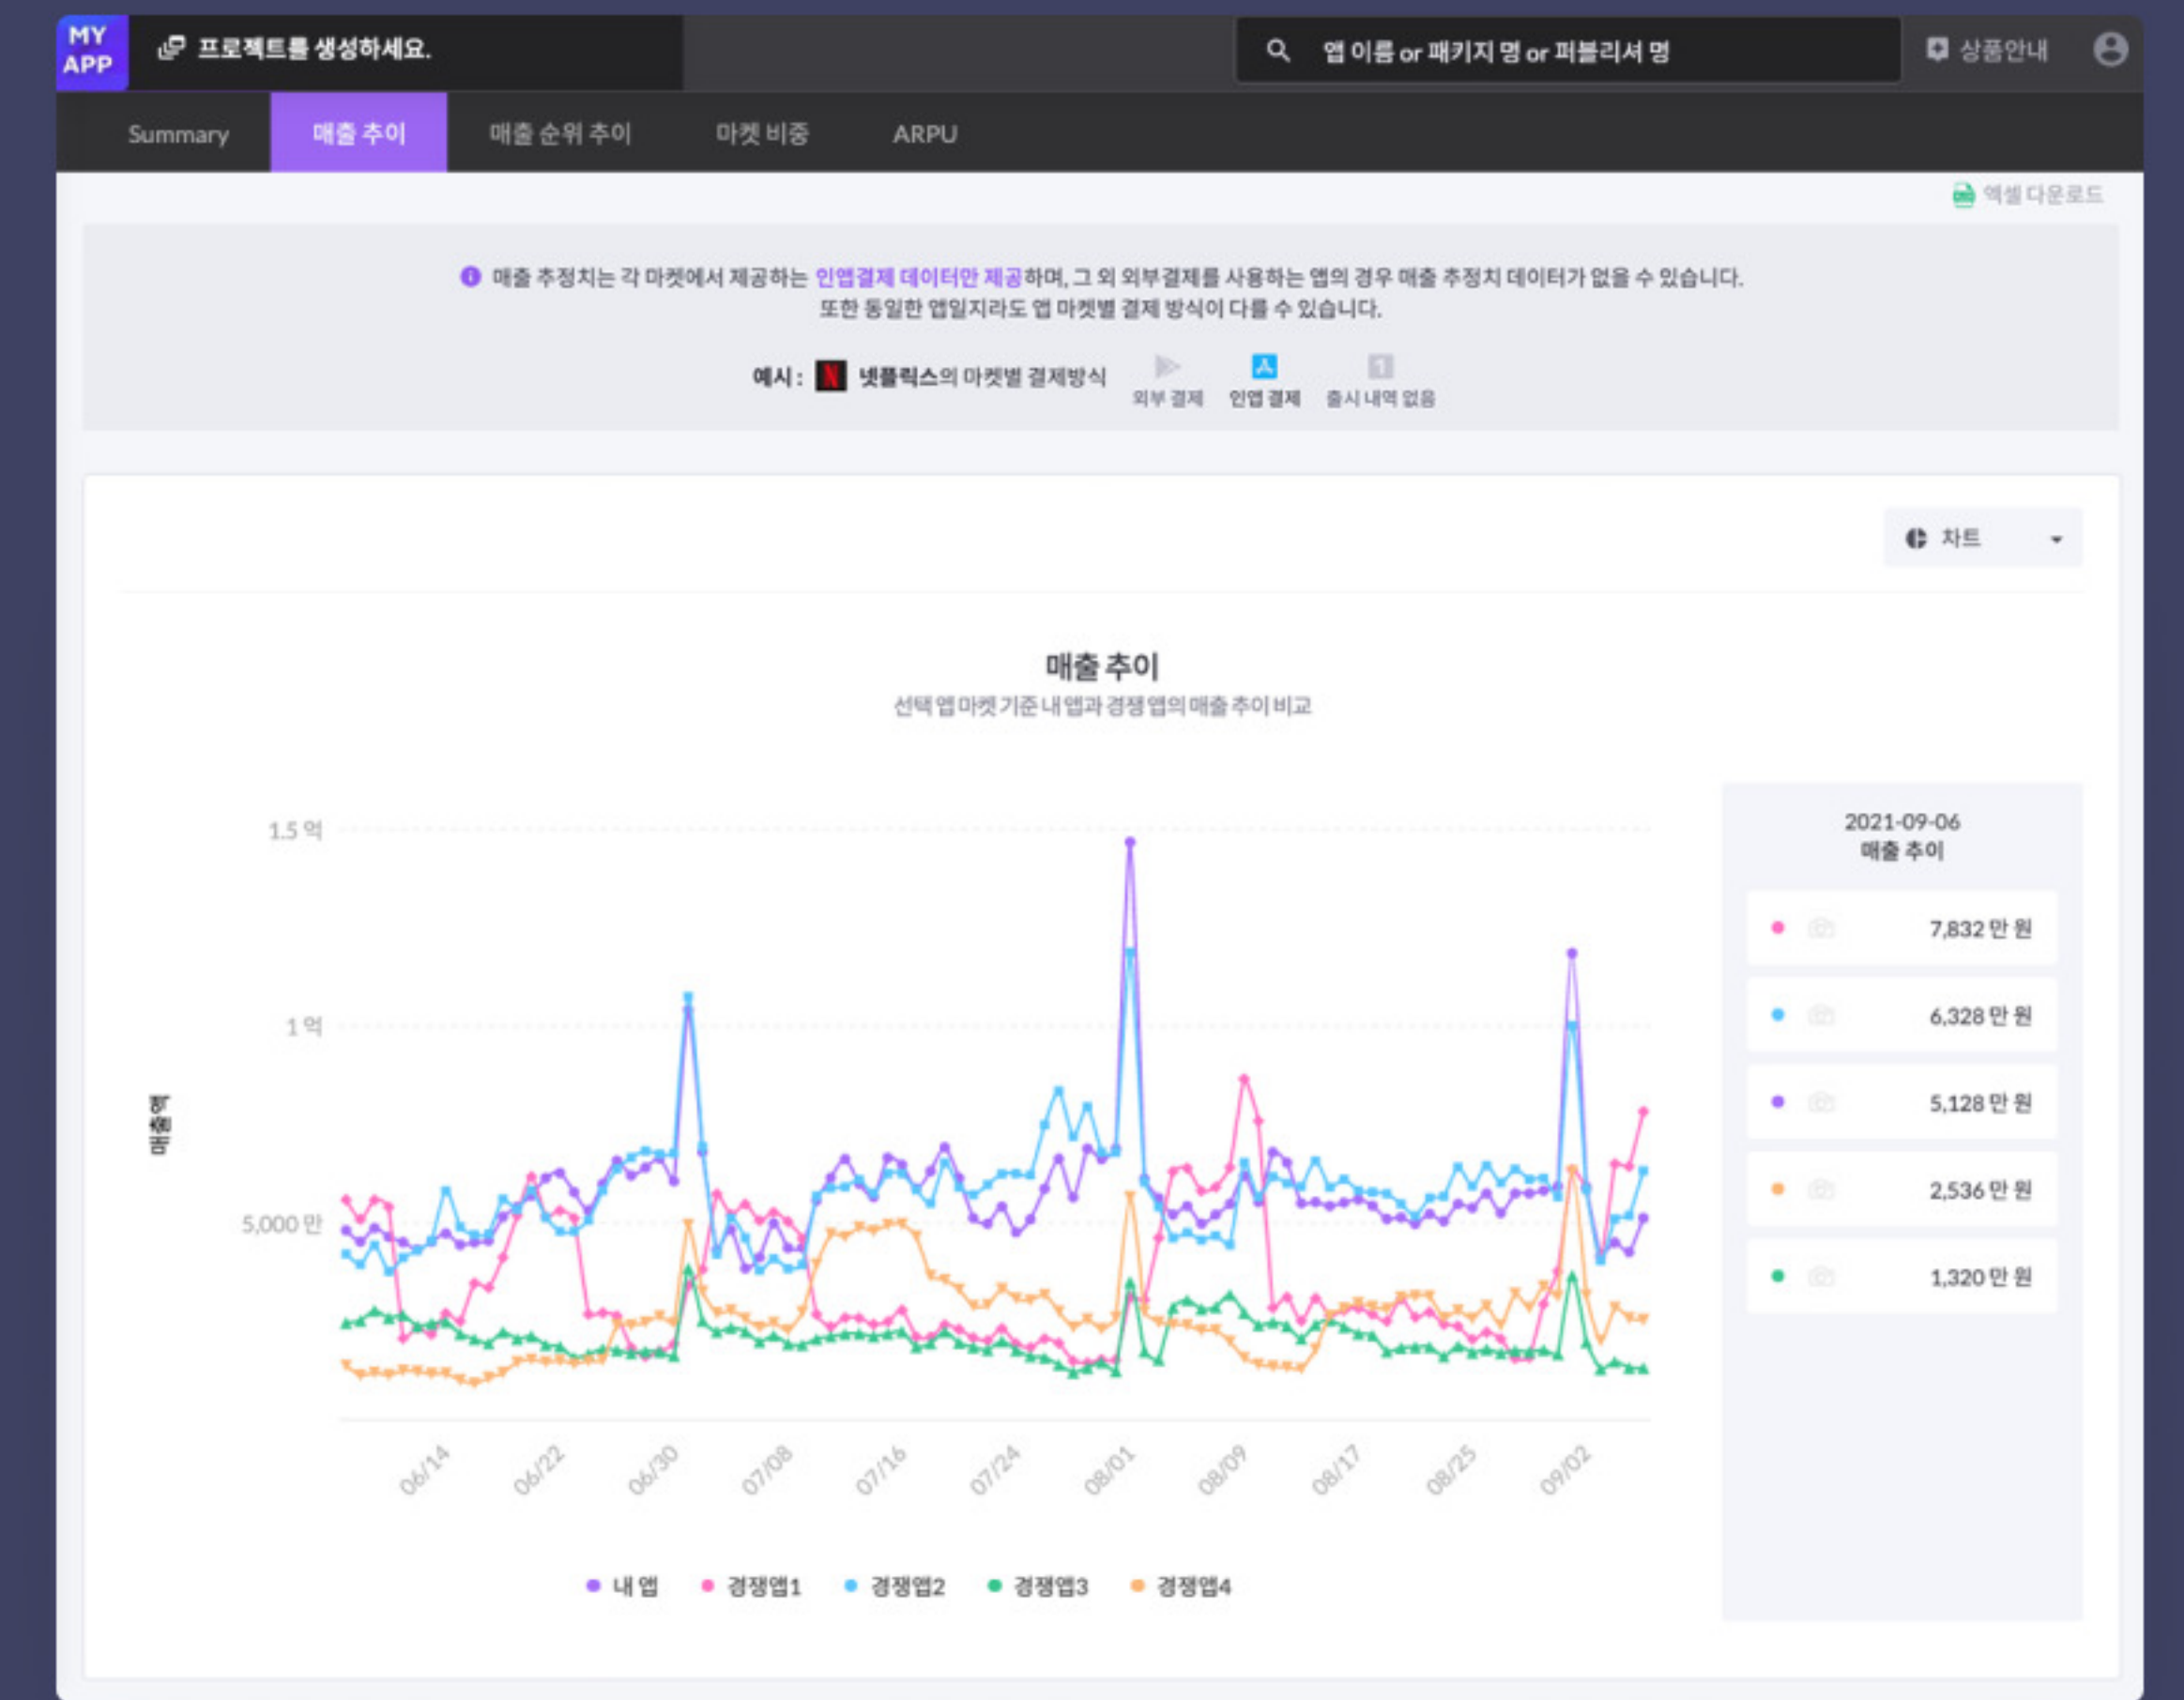 MY
APP
프로젝트를 생성하세요.
앱 이름 or 패키지 명 or 퍼블리셔 명
상품안내
Summary
매출 추이
매출 순위 추이
마켓 비중
ARPU
엑셀 다운로드
매출 추정치는 각 마켓에서 제공하는 인앱결제 데이터만 제공하며, 그 외 외부결제를 사용하는 앱의 경우 매출 추정치 데이터가 없을 수 있습니다.
또한 동일한 앱일지라도 앱 마켓별 결제 방식이 다를 수 있습니다.
예시 : N 넷플릭스의 마켓별 결제방식
외부 결제
인앱 결제
1
출시 내역 없음
차트
매출 추이
선택 앱 마켓 기준 내 앱과 경쟁 앱의 매출 추이 비교
매출액
1.5 억
1 억
5,000 만
06/14
06/22
06/30
07/08
07/16
07/24
08/01
08/09
08/17
08/25
09/02
내 앱
경쟁앱1
경쟁앱2
경쟁앱3
경쟁앱4
2021-09-06
매출 추이
7,832 만 원
6,328 만 원
5,128 만 원
2,536 만 원
1,320 만 원